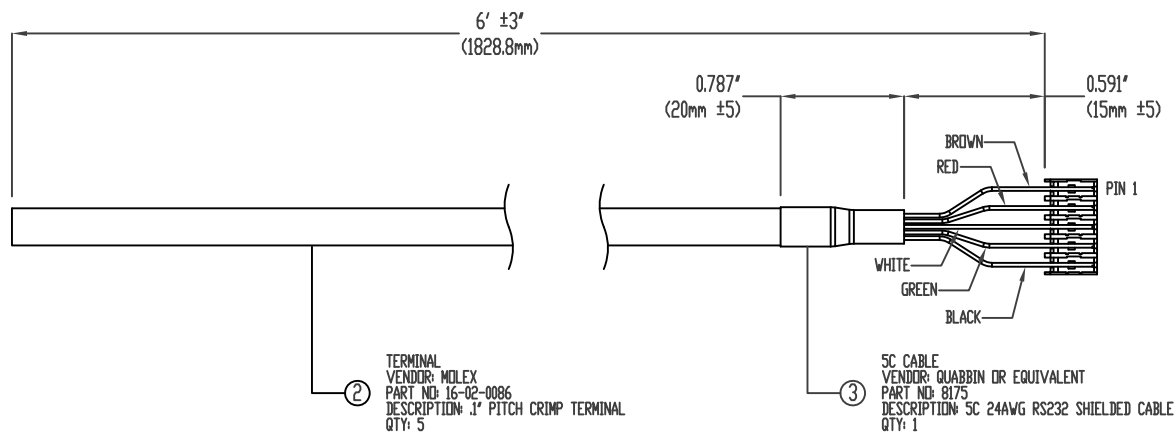 6' ±3"
(1828.8mm)
0.787"
(20mm ±5)
0.591"
(15mm ±5)
BROWN
RED
PIN 1
WHITE
GREEN
BLACK
2
TERMINAL
VENDOR: MOLEX
PART NO: 16-02-0086
DESCRIPTION: .1" PITCH CRIMP TERMINAL
QTY: 5
3
5C CABLE
VENDOR: QUABBIN OR EQUIVALENT
PART NO: 8175
DESCRIPTION: 5C 24AWG RS232 SHIELDED CABLE
QTY: 1